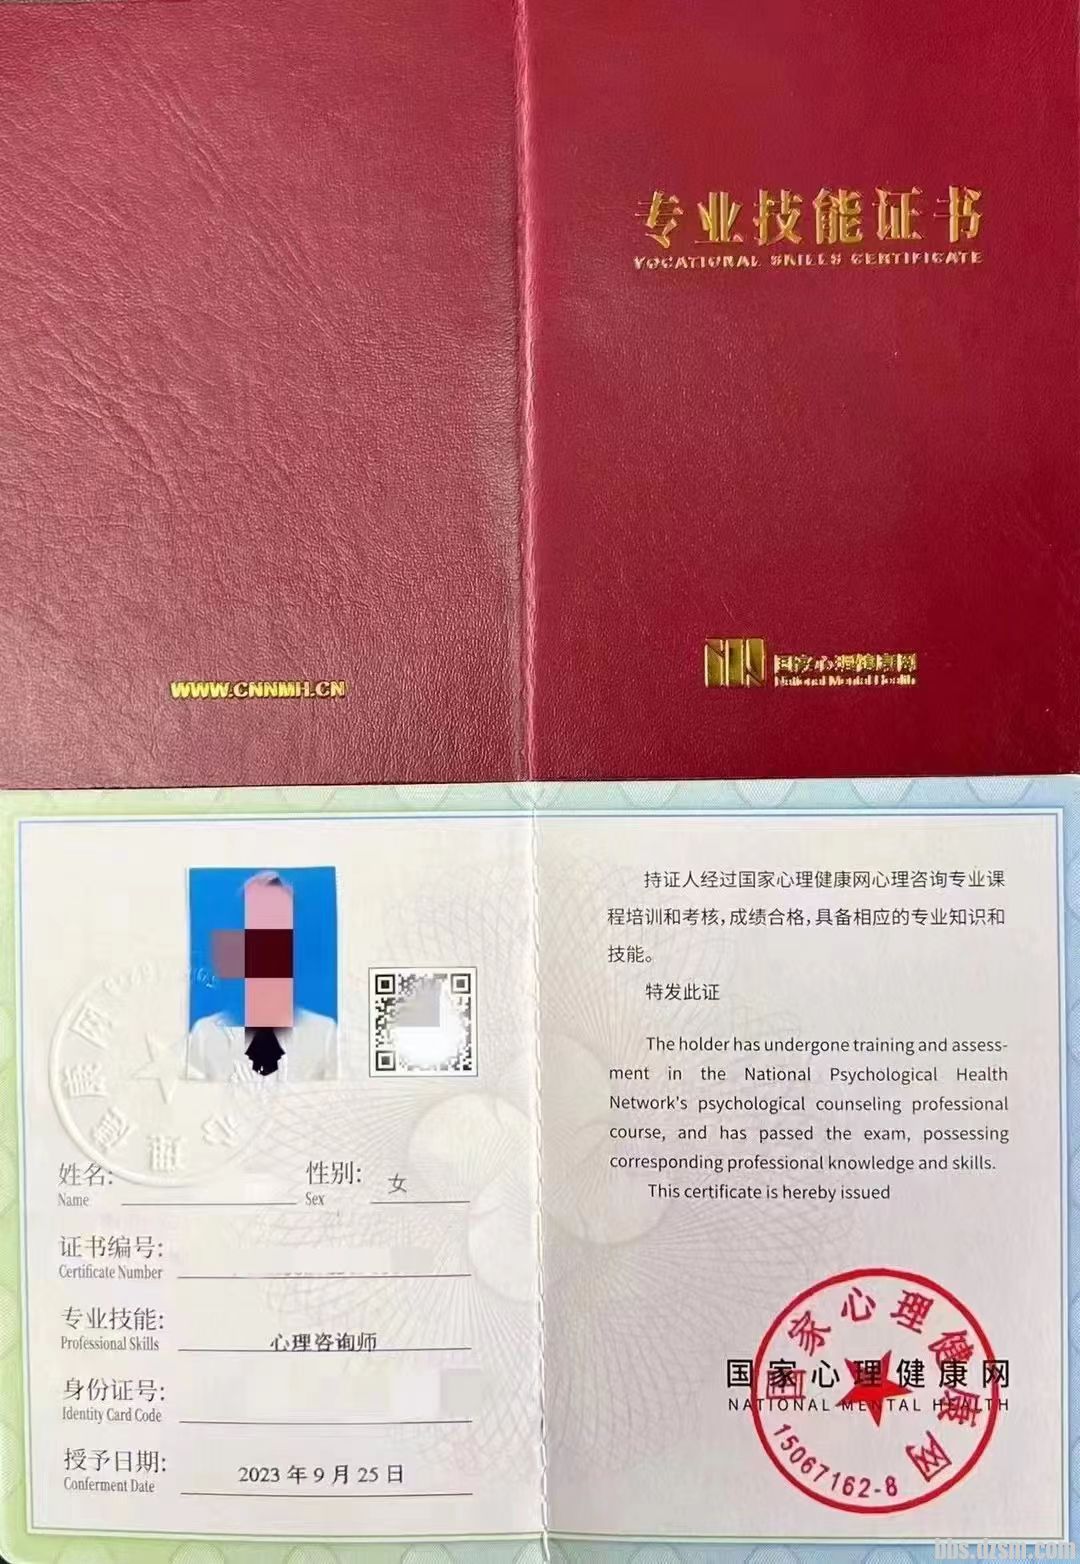 专业技能证书
VOCATIONAL SKILLS CERTIFICATE
WWW.CNNMH.CN
国家心理健康网
National Mental Health
持证人经过国家心理健康网心理咨询专业课
程培训和考核,成绩合格,具备相应的专业知识和
技能。
特发此证
The holder has undergone training and assess-
ment in the National Psychological Health
Network's psychological counseling professional
course, and has passed the exam, possessing
corresponding professional knowledge and skills.
This certificate is hereby issued
姓名:
Name
性别: 女
Sex
证书编号:
Certificate Number
专业技能: 心理咨询师
Professional Skills
身份证号:
Identity Card Code
授予日期: 2023 年 9 月 25 日
Conferment Date
国家心理健康网
NATIONAL MENTAL HEALTH
国家心理健康网
15067162-8
bbs.dzsm.com